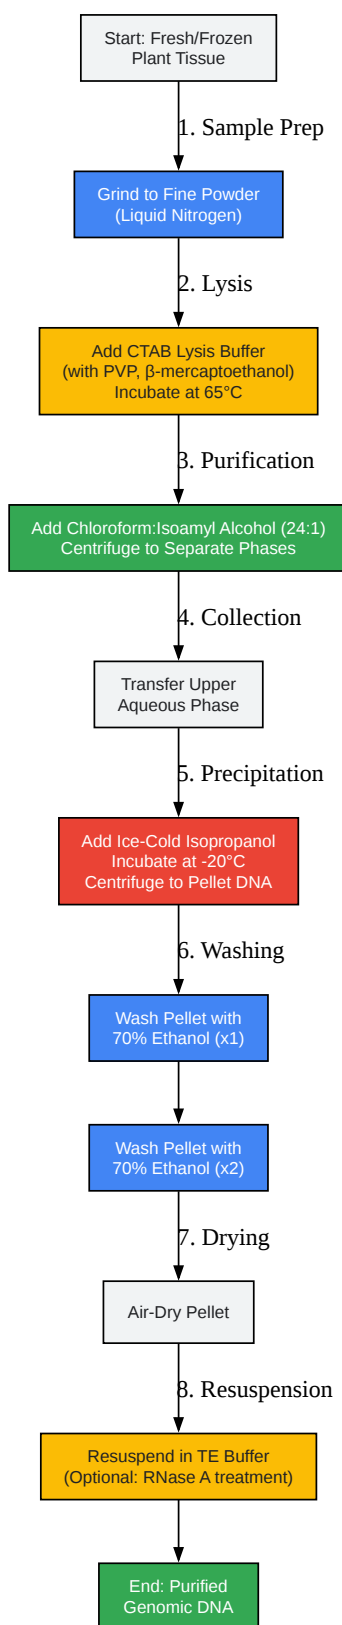 Start: Fresh/Frozen
Plant Tissue
1. Sample Prep
Grind to Fine Powder
(Liquid Nitrogen)
2. Lysis
Add CTAB Lysis Buffer
(with PVP, β-mercaptoethanol)
Incubate at 65°C
3. Purification
Add Chloroform:Isoamyl Alcohol (24:1)
Centrifuge to Separate Phases
4. Collection
Transfer Upper
Aqueous Phase
5. Precipitation
Add Ice-Cold Isopropanol
Incubate at -20°C
Centrifuge to Pellet DNA
6. Washing
Wash Pellet with
70% Ethanol (x1)
Wash Pellet with
70% Ethanol (x2)
7. Drying
Air-Dry Pellet
8. Resuspension
Resuspend in TE Buffer
(Optional: RNase A treatment)
End: Purified
Genomic DNA